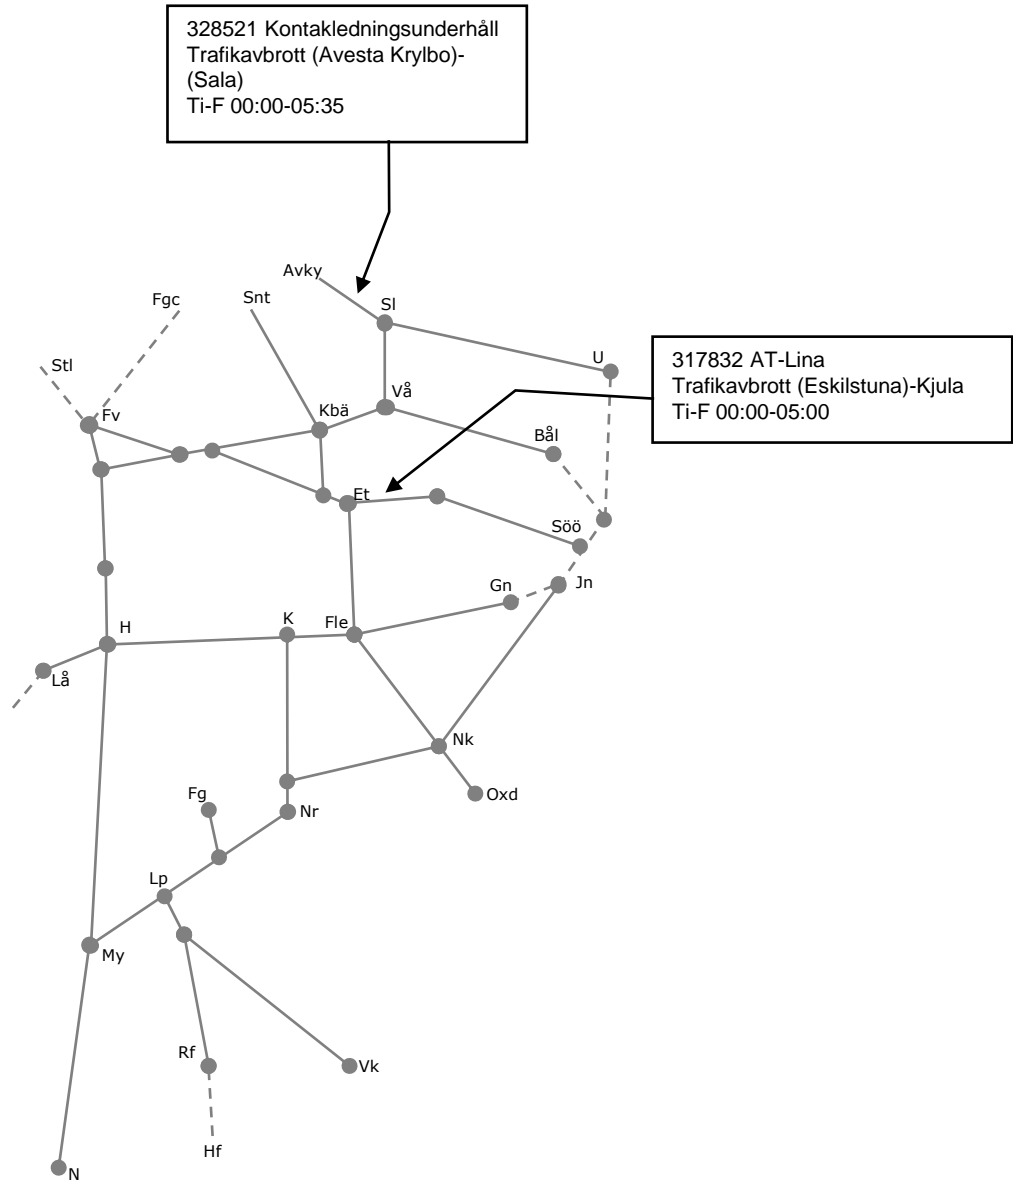 328521 Kontakledningsunderhåll
Trafikavbrott (Avesta Krylbo)-
(Sala)
Ti-F 00:00-05:35
Avky
Fgc
Snt
Sl
Stl
U
317832 AT-Lina
Trafikavbrott (Eskilstuna)-Kjula
Ti-F 00:00-05:00
Vå
Fv
Kbä
Bål
Et
Söö
Jn
Gn
H
K
Fle
Lå
Nk
Fg
Oxd
Nr
Lp
My
Rf
Vk
Hf
N